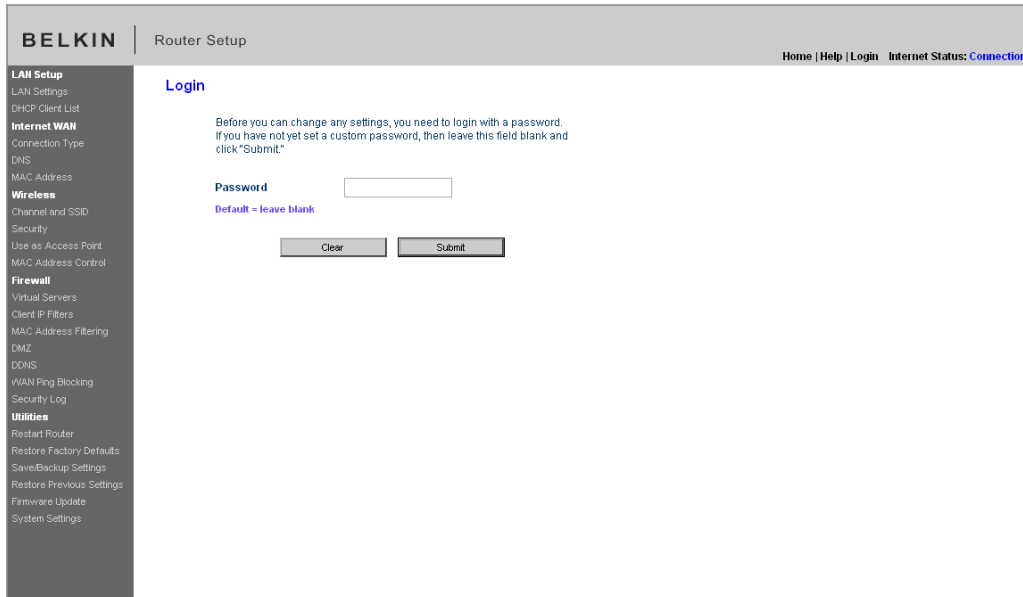 BELKIN
Router Setup
Home | Help | Login Internet Status: Connection
LAN Setup
LAN Settings
DHCP Client List
Internet WAN
Connection Type
DNS
MAC Address
Wireless
Channel and SSID
Security
Use as Access Point
MAC Address Control
Firewall
Virtual Servers
Client IP Filters
MAC Address Filtering
DMZ
DDNS
WAN Ping Blocking
Security Log
Utilities
Restart Router
Restore Factory Defaults
Save/Backup Settings
Restore Previous Settings
Firmware Update
System Settings
Login
Before you can change any settings, you need to login with a password.
If you have not yet set a custom password, then leave this field blank and
click "Submit."
Password
Default = leave blank
Clear Submit